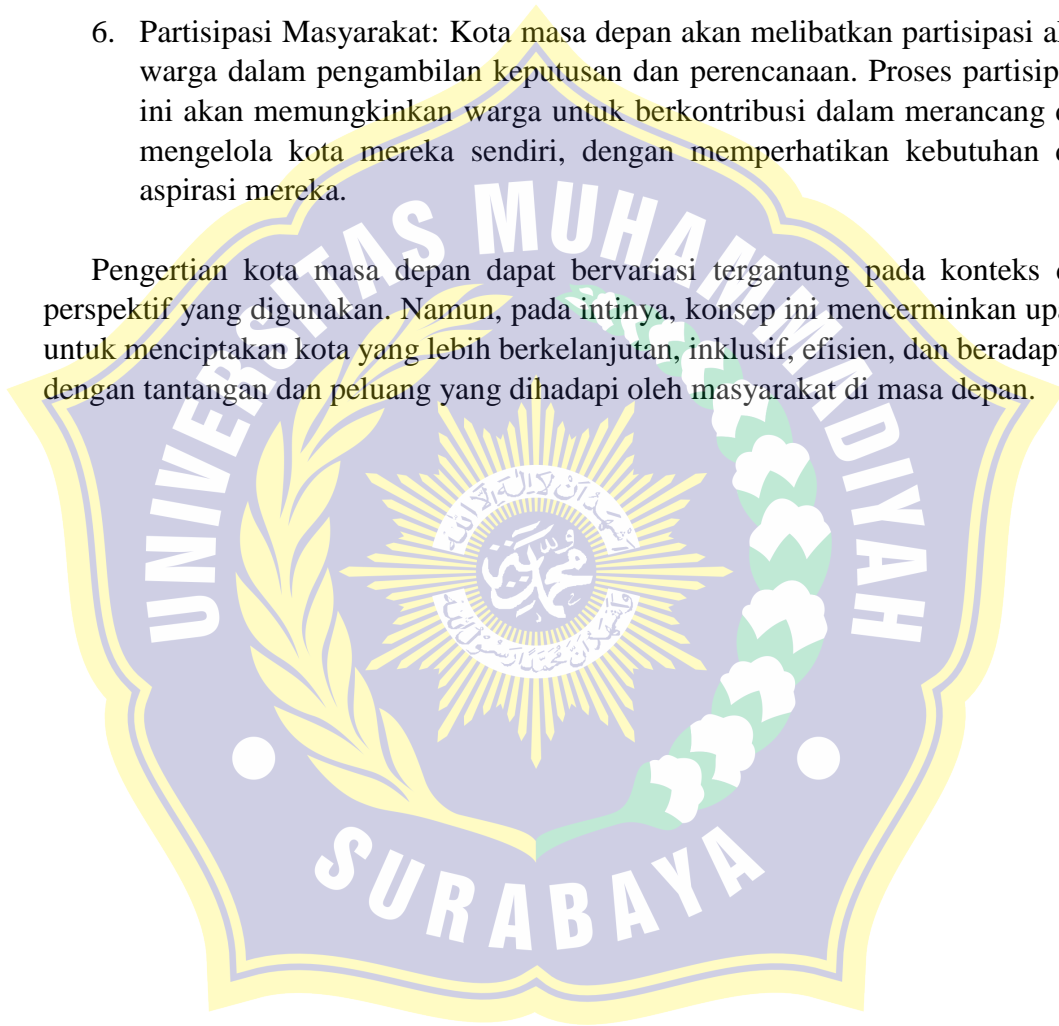 6. Partisipasi Masyarakat: Kota masa depan akan melibatkan partisipasi
warga dalam pengambilan keputusan dan perencanaan. Proses
ini akan memungkinkan warga untuk berkontribusi dalam merancang
mengelola kota mereka sendiri, dengan memperhatikan kebutuhan
aspirasi mereka.
Pengertian kota masa depan dapat bervariasi tergantung pada konteks
perspektif yang digunakan. Namun, pada intinya, konsep ini mencerminkan
untuk menciptakan kota yang lebih berkelanjutan, inklusif, efisien, dan
dengan tantangan dan peluang yang dihadapi oleh masyarakat di masa depan.
UNIVERSITAS MUHAMMADIYAH
SURABAYA